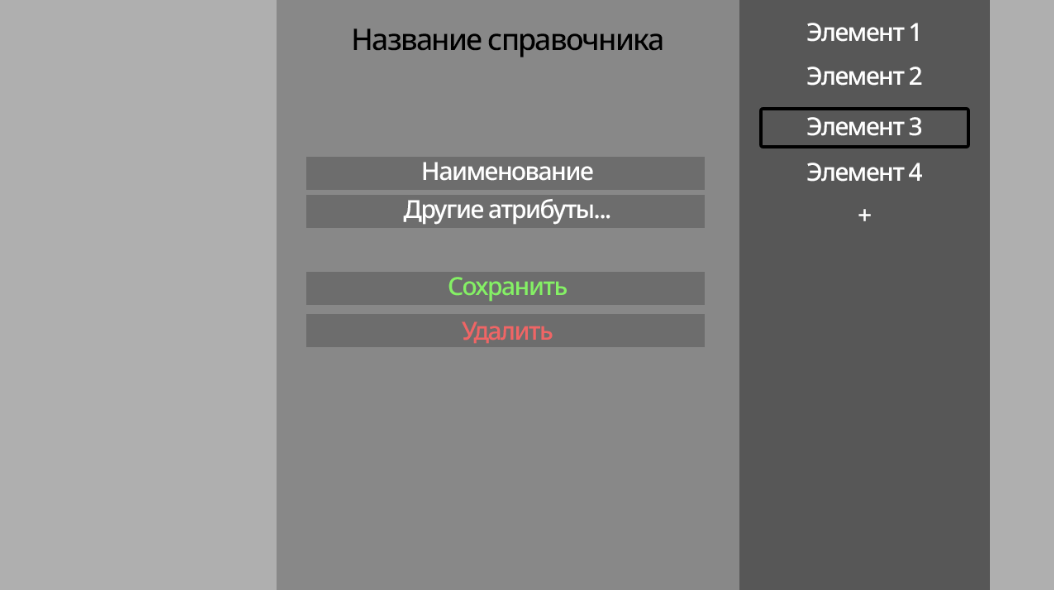 Название справочника
Наименование
Другие атрибуты...
Сохранить
Удалить
Элемент 1
Элемент 2
Элемент 3
Элемент 4
+